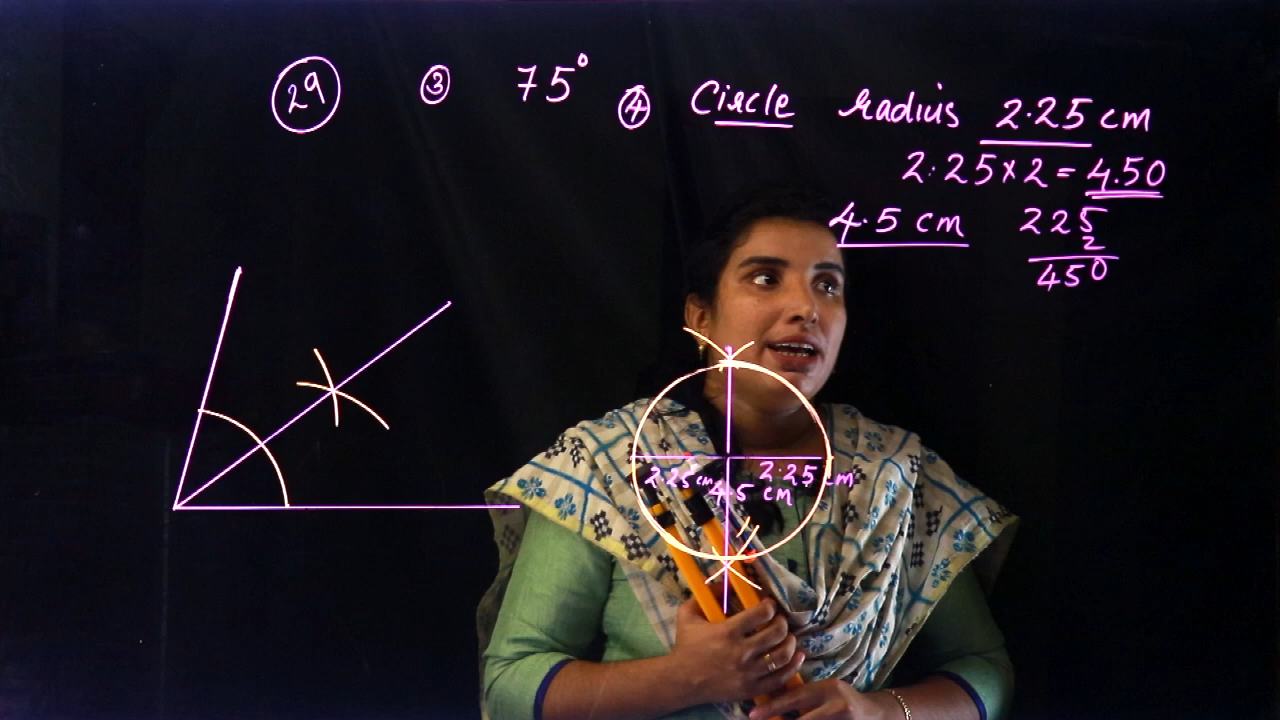 29 3 75° 4 Circle radius 2.25 cm
2.25×2=4.50
4.5 cm 225
2
450
2.25 cm 2.25 cm
4.5 cm